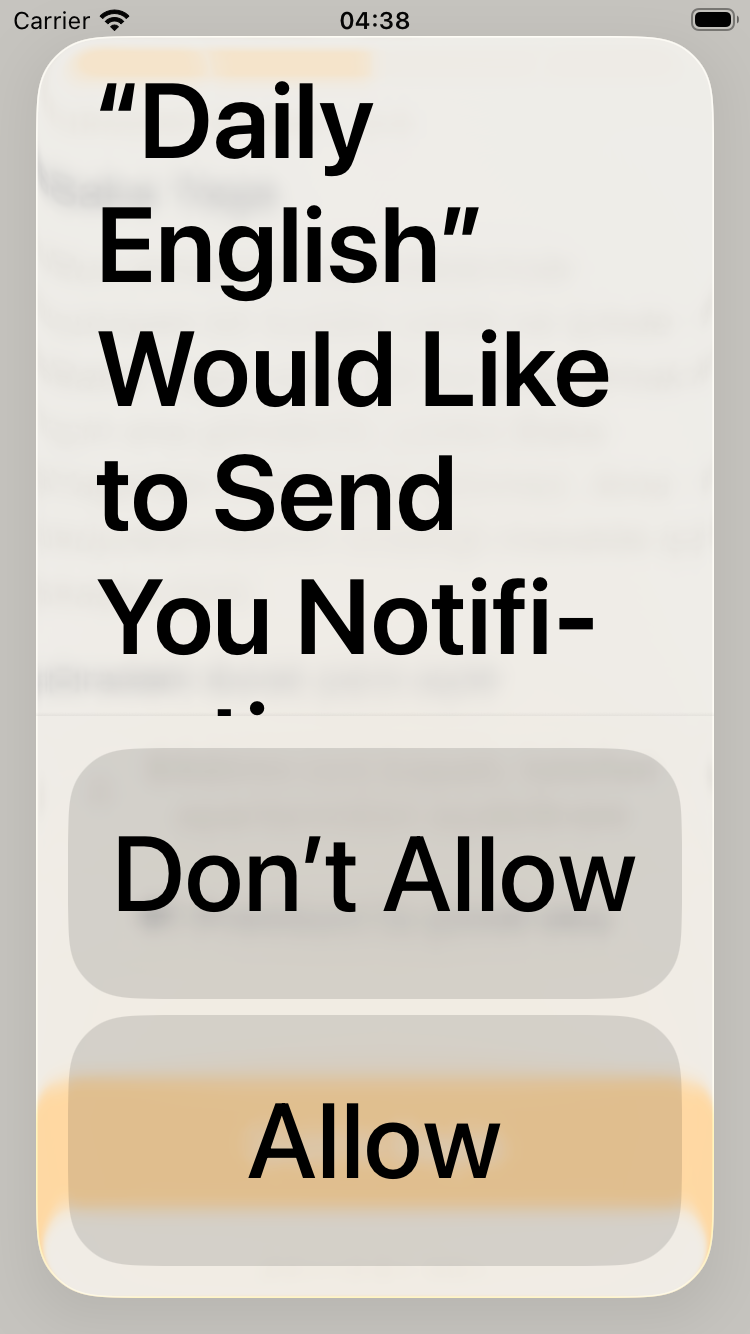 Carrier
04:38
“Daily
English”
Would Like
to Send
You Notifi-
Don’t Allow
Allow